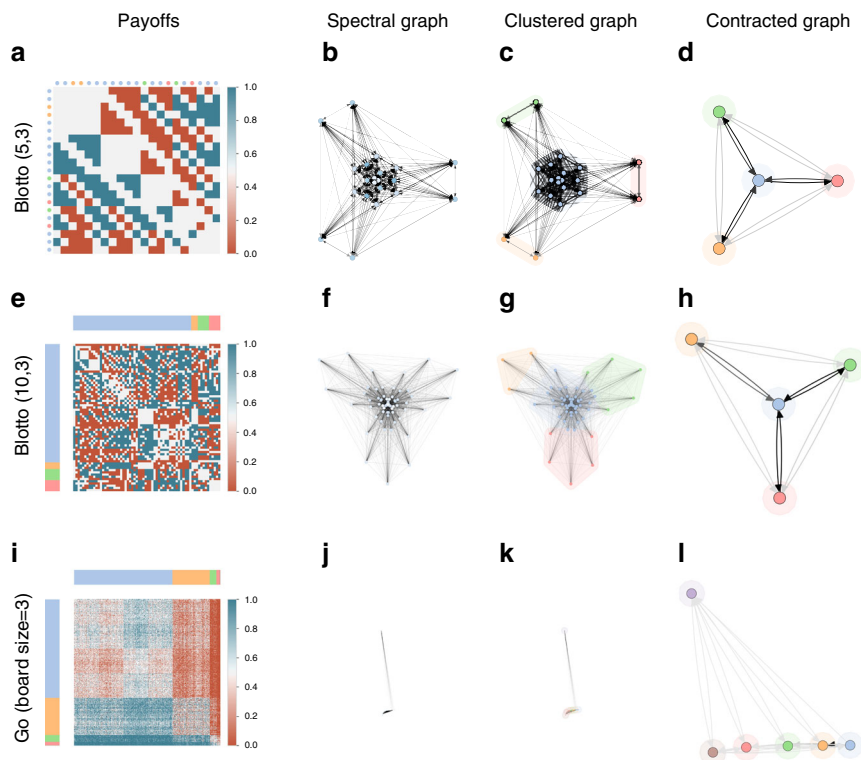 Payoffs
Spectral graph
Clustered graph
Contracted graph
a
b
c
d
Blotto (5,3)
1.0
0.8
0.6
0.4
0.2
0.0
e
f
g
h
Blotto (10,3)
1.0
0.8
0.6
0.4
0.2
0.0
i
j
k
l
Go (board size=3)
1.0
0.8
0.6
0.4
0.2
0.0